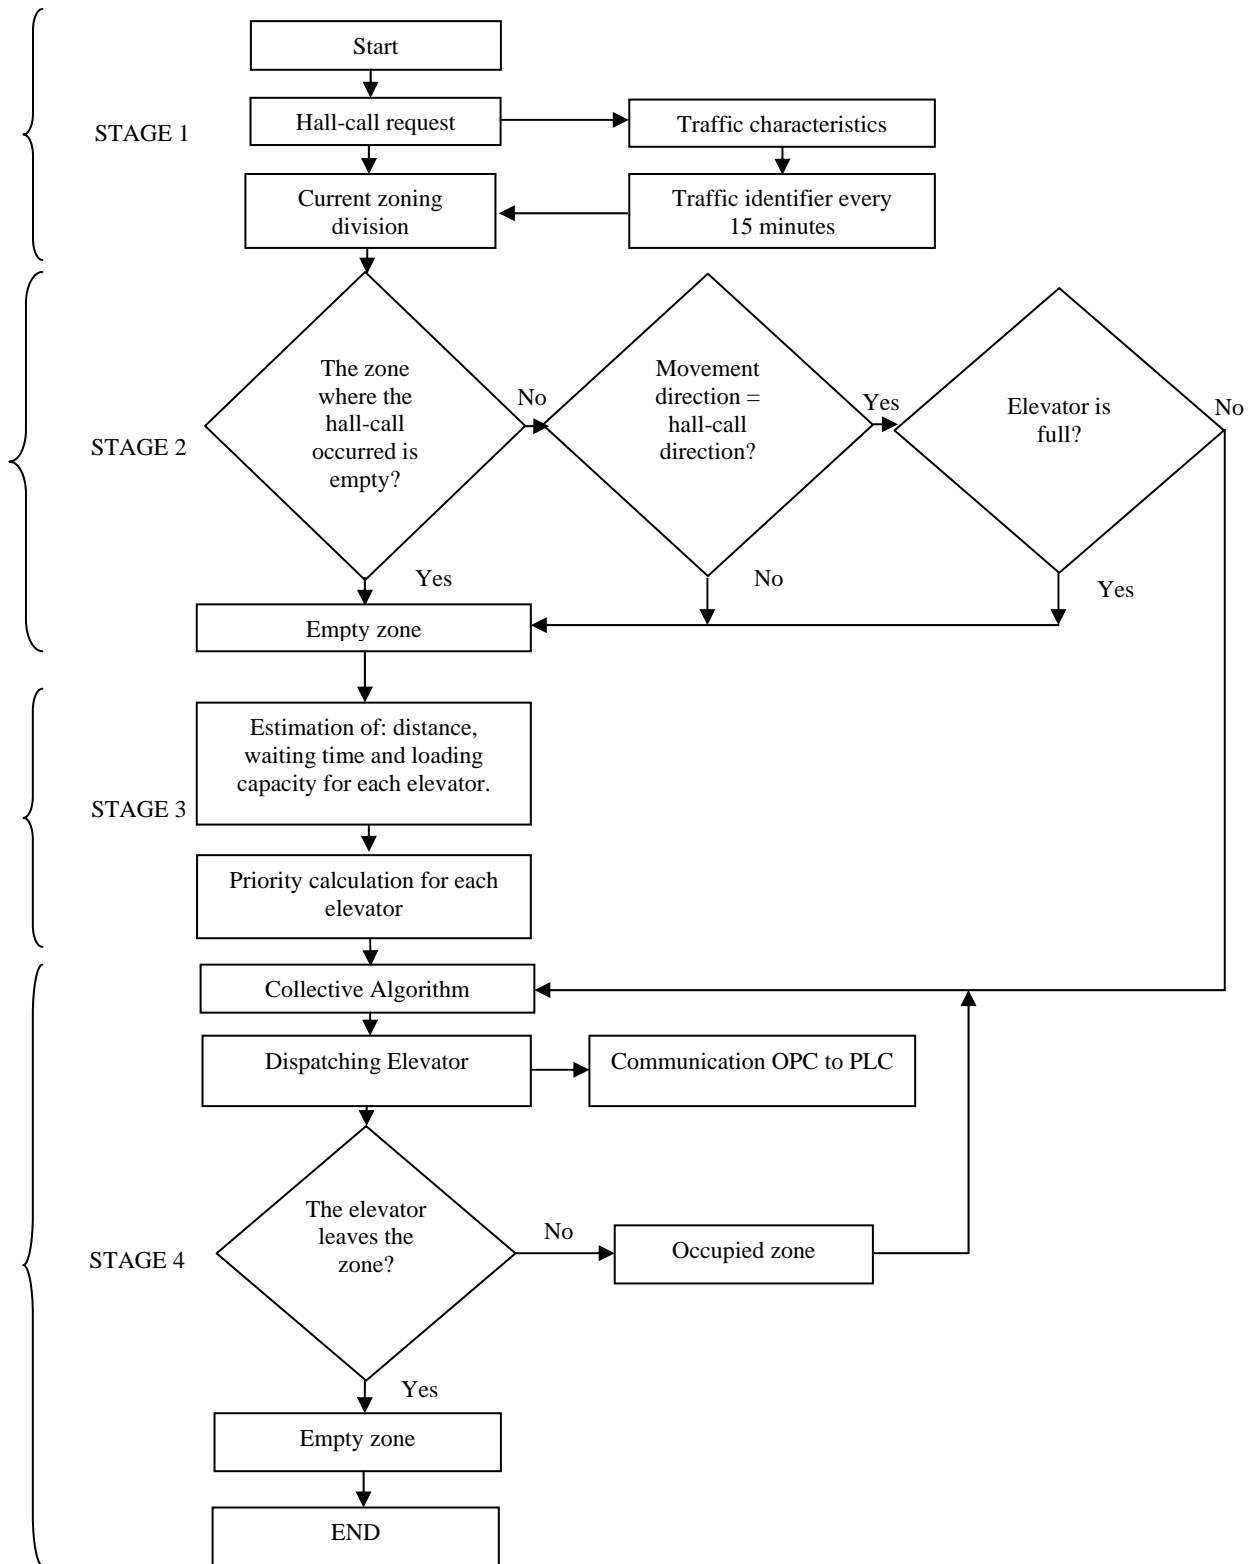 Start
STAGE 1
Hall-call request
Traffic characteristics
Current zoning
division
Traffic identifier every
15 minutes
STAGE 2
The zone
where the
hall-call
occurred is
empty?
No
Movement
direction =
hall-call
direction?
Yes
Elevator is
full?
No
Yes
No
Yes
Empty zone
STAGE 3
Estimation of: distance,
waiting time and loading
capacity for each elevator.
Priority calculation for each
elevator
Collective Algorithm
Dispatching Elevator
Communication OPC to PLC
STAGE 4
The elevator
leaves the
zone?
No
Occupied zone
Yes
Empty zone
END